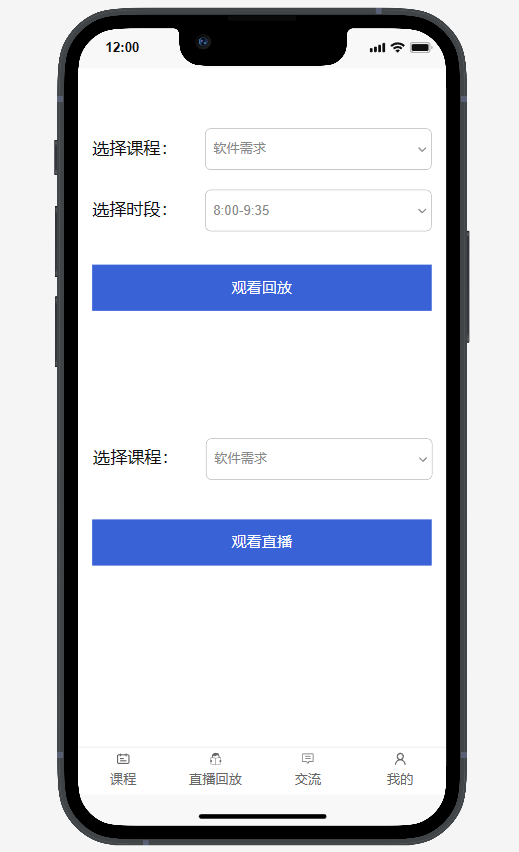 12:00
选择课程：
软件需求
选择时段：
8:00-9:35
观看回放
选择课程：
软件需求
观看直播
课程 直播回放 交流 我的